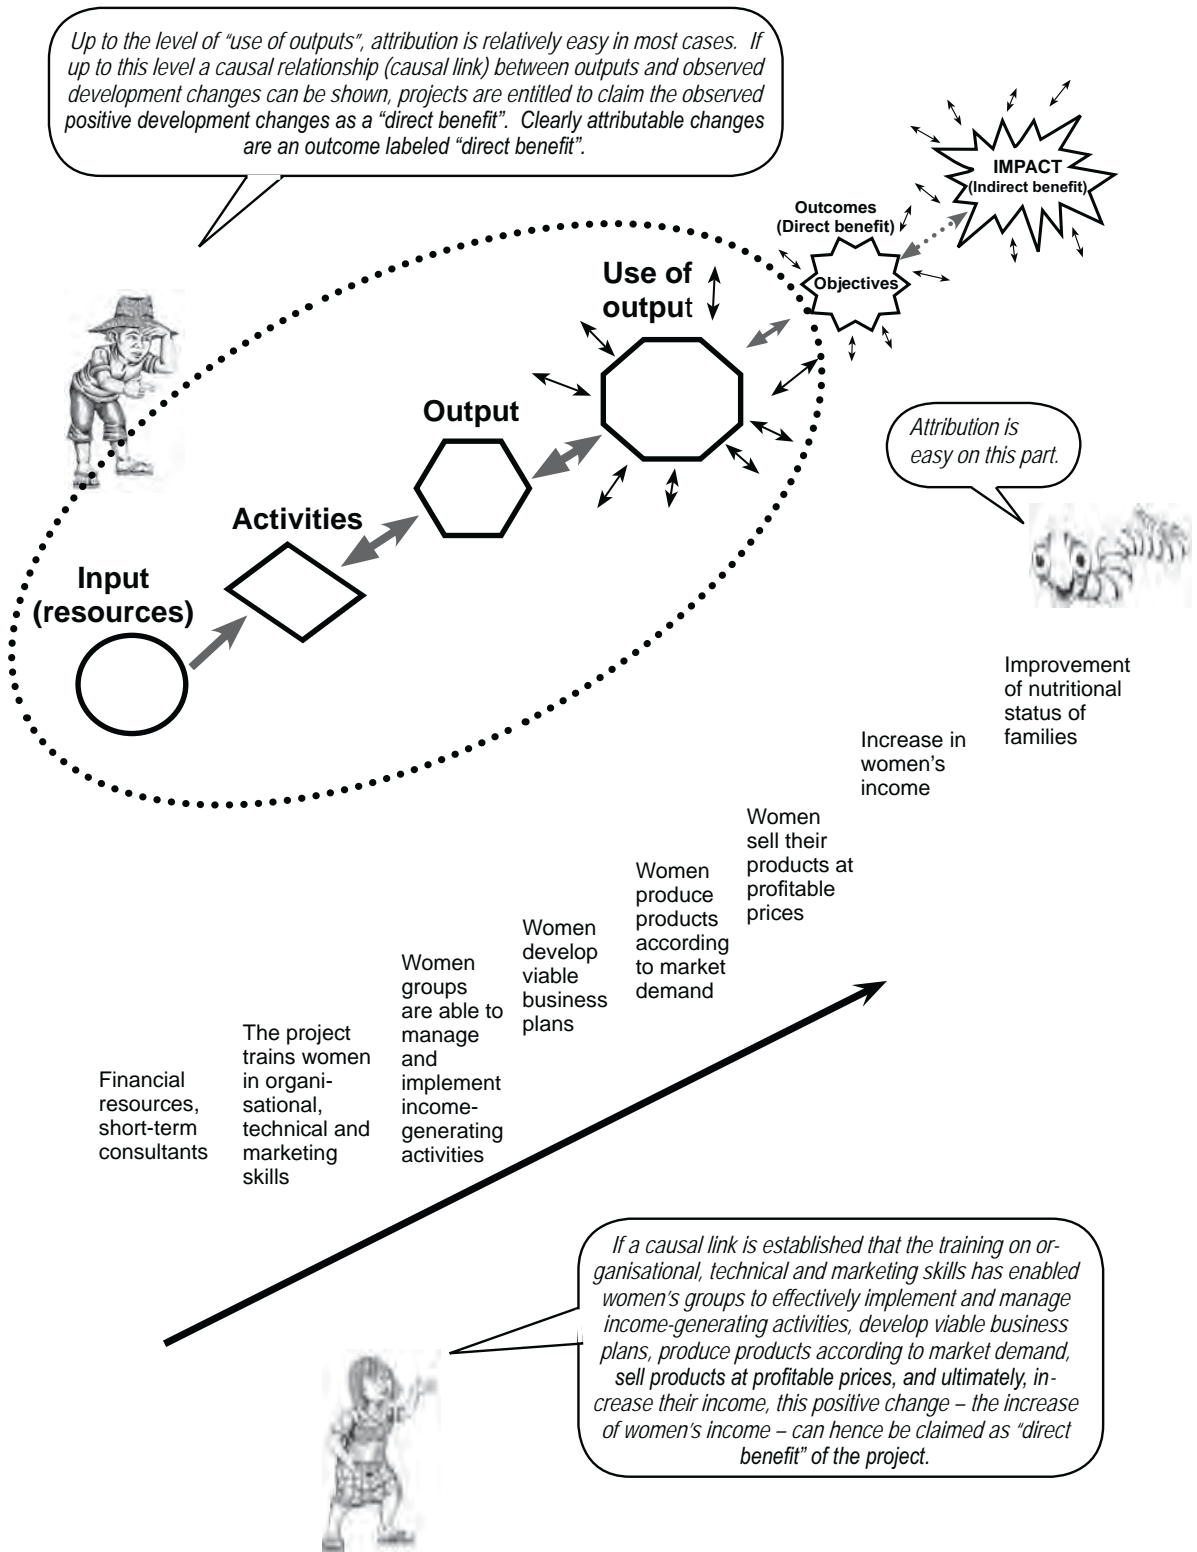 Up to the level of “use of outputs”, attribution is relatively easy in most cases.  If
up to this level a causal relationship (causal link) between outputs and observed
development changes can be shown, projects are entitled to claim the observed
positive development changes as a “direct benefit”.  Clearly attributable changes
are an outcome labeled “direct benefit”.
IMPACT
(Indirect benefit)
Outcomes
(Direct benefit)
Objectives
Use of
output
Output
Activities
Input
(resources)
Attribution is
easy on this part.
Improvement
of nutritional
status of
families
Increase in
women’s
income
Women
sell their
products at
profitable
prices
Women
produce
products
according
to market
demand
Women
develop
viable
business
plans
Women
groups
are able to
manage
and
implement
income-
generating
activities
The project
trains women
in organi-
sational,
technical and
marketing
skills
Financial
resources,
short-term
consultants
If a causal link is established that the training on or-
ganisational, technical and marketing skills has enabled
women’s groups to effectively implement and manage
income-generating activities, develop viable business
plans, produce products according to market demand,
sell products at profitable prices, and ultimately, in-
crease their income, this positive change – the increase
of women’s income – can hence be claimed as “direct
benefit” of the project.